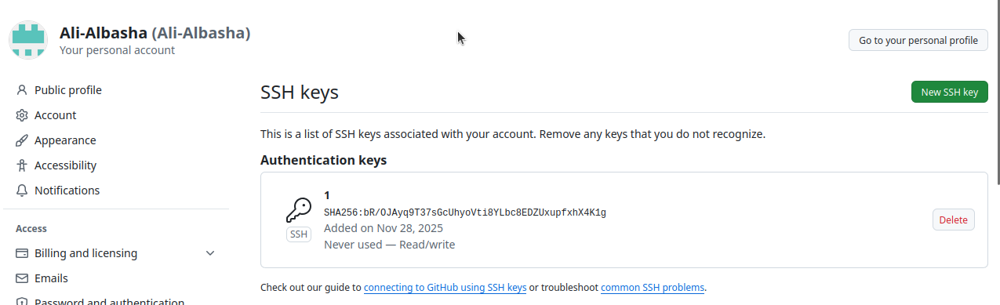 Ali-Albasha (Ali-Albasha)
Your personal account
Go to your personal profile
Public profile
Account
Appearance
Accessibility
Notifications
Access
Billing and licensing
Emails
Password and authentication
SSH keys
New SSH key
This is a list of SSH keys associated with your account. Remove any keys that you do not recognize.
Authentication keys
1
SHA256:bR/OJAyq9T37sGcUhyoVti8YLbc8EDZUxupfxhX4K1g
Added on Nov 28, 2025
Never used — Read/write
SSH
Delete
Check out our guide to connecting to GitHub using SSH keys or troubleshoot common SSH problems.